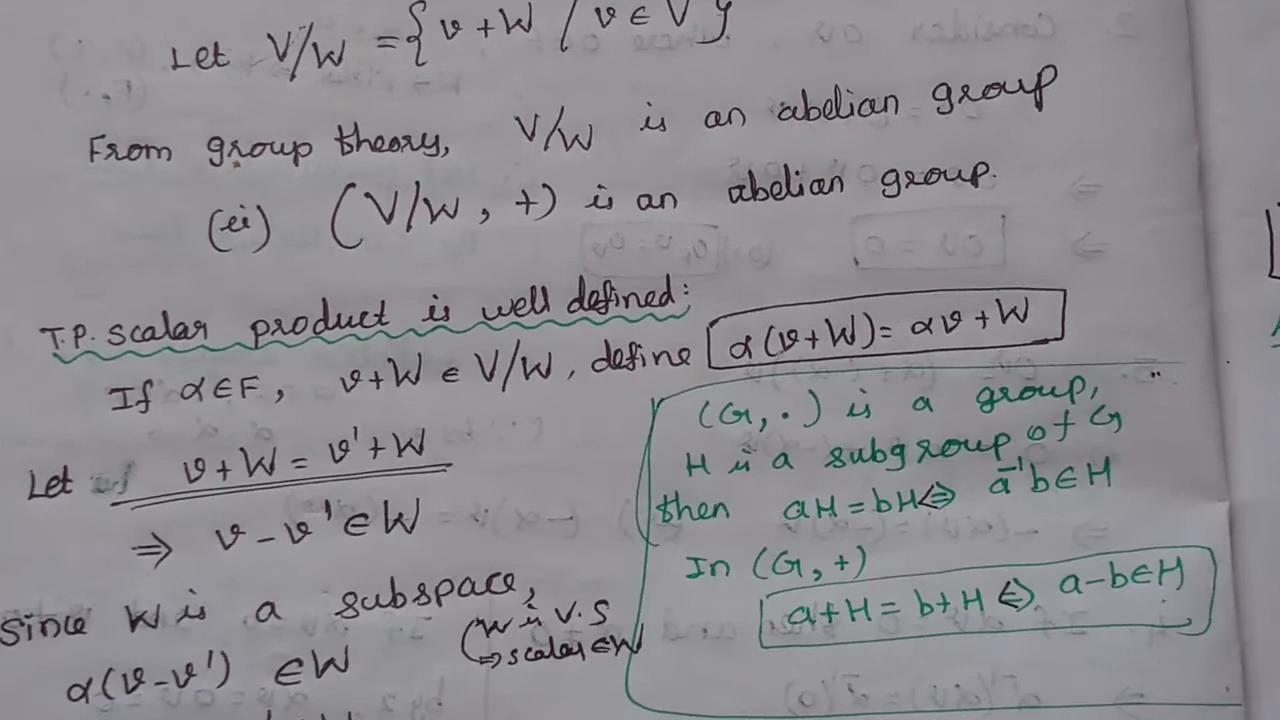 Let V/W = {v+W / v ∈ V}
From group theory, V/W is an abelian group
(ie) (V/W, +) is an abelian group.
T.P. scalar product is well defined:
If α∈F, v+W ∈ V/W, define α(v+W) = αv+W
Let v+W = v'+W
⇒ v-v' ∈ W
Since W is a subspace,
α(v-v') ∈ W
(W is V.S
⇒ scalar ∈ W
(G, .) is a group,
H is a subgroup of G
then aH = bH ⇔ a⁻¹b ∈ H
In (G, +)
a+H = b+H ⇔ a-b ∈ H